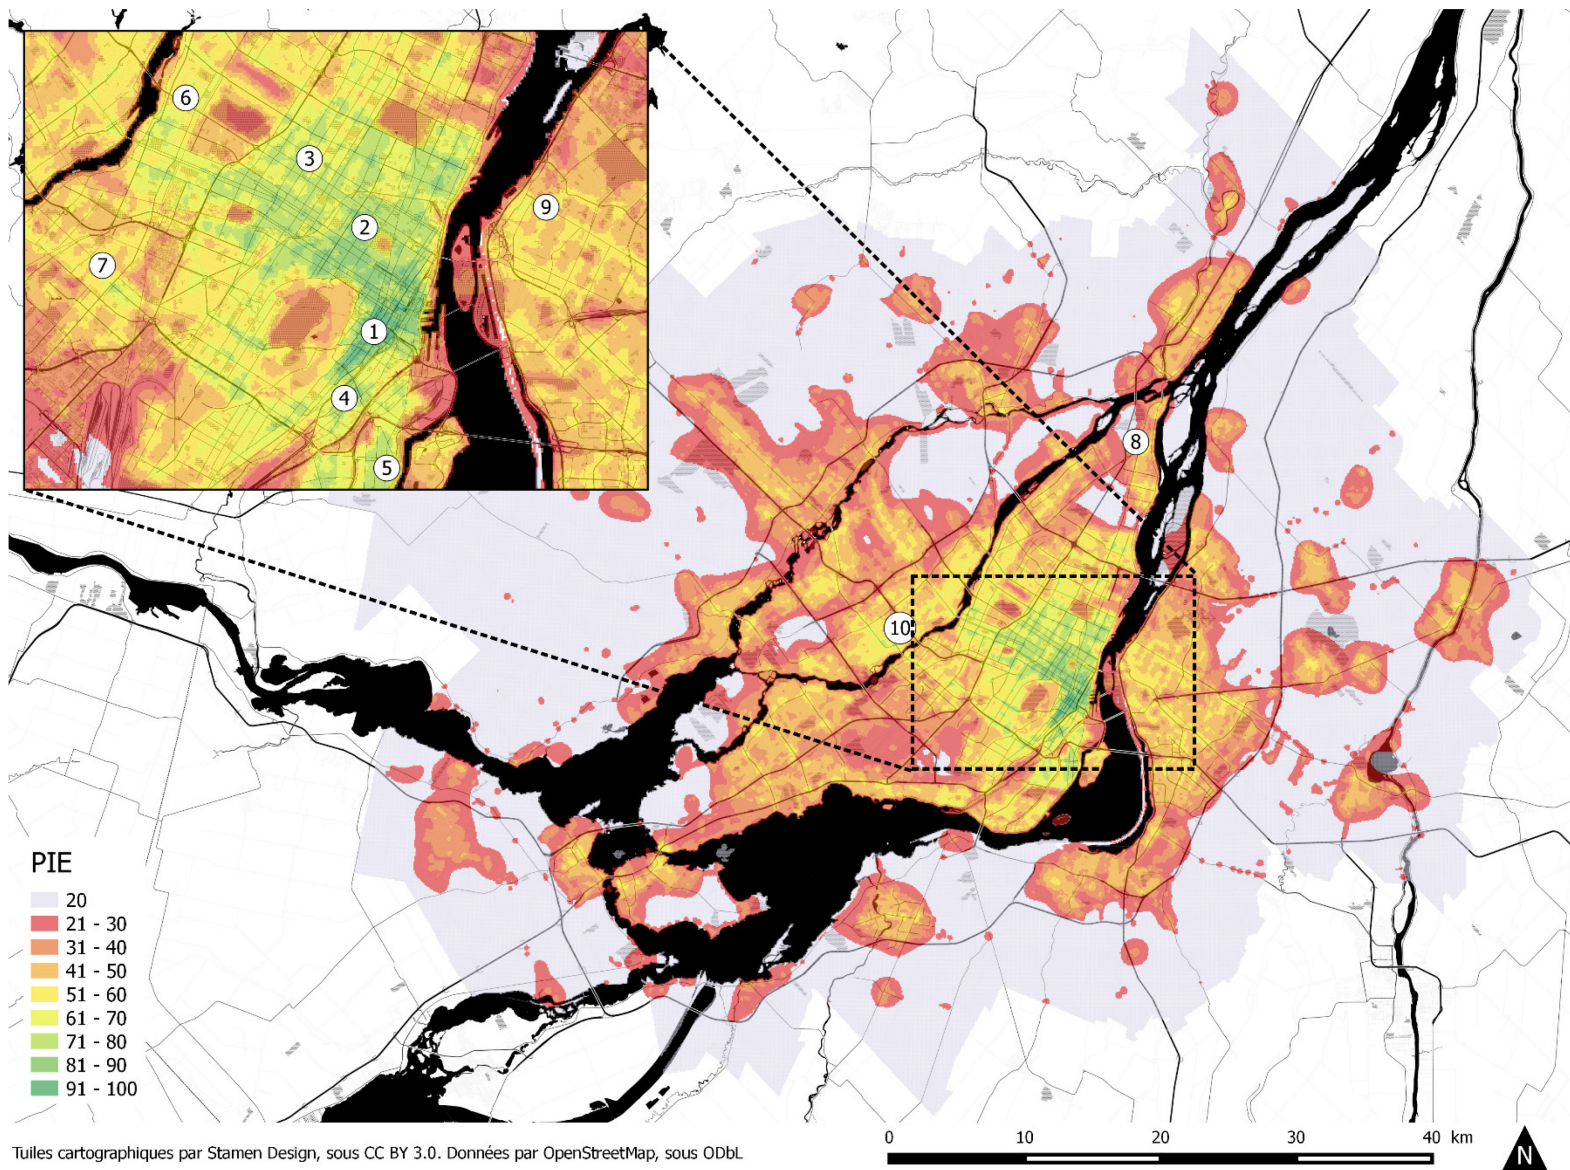 6
3
2
9
7
1
4
5
8
10
PIE
20
21 - 30
31 - 40
41 - 50
51 - 60
61 - 70
71 - 80
81 - 90
91 - 100
0 10 20 30 40 km
Tuiles cartographiques par Stamen Design, sous CC BY 3.0. Données par OpenStreetMap, sous ODbL
N